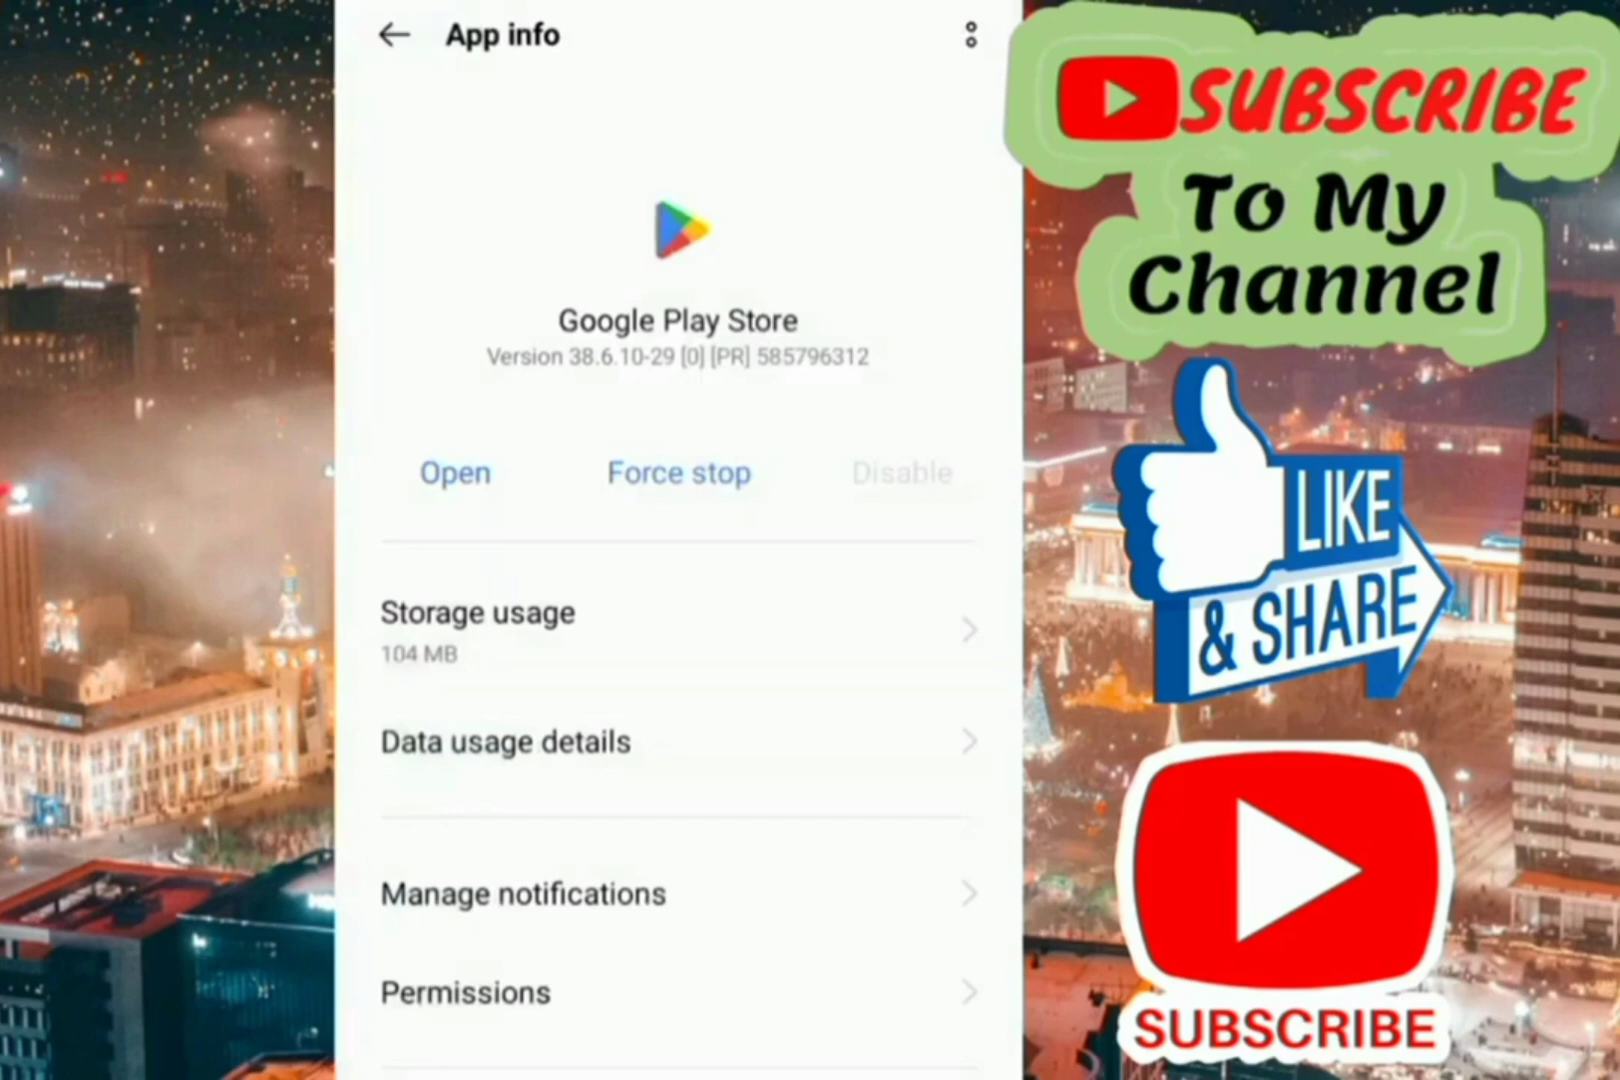 App info
Google Play Store
Version 38.6.10-29 [0] [PR] 585796312
Open
Force stop
Disable
Storage usage
104 MB
Data usage details
Manage notifications
Permissions
SUBSCRIBE
To My
Channel
LIKE
& SHARE
SUBSCRIBE